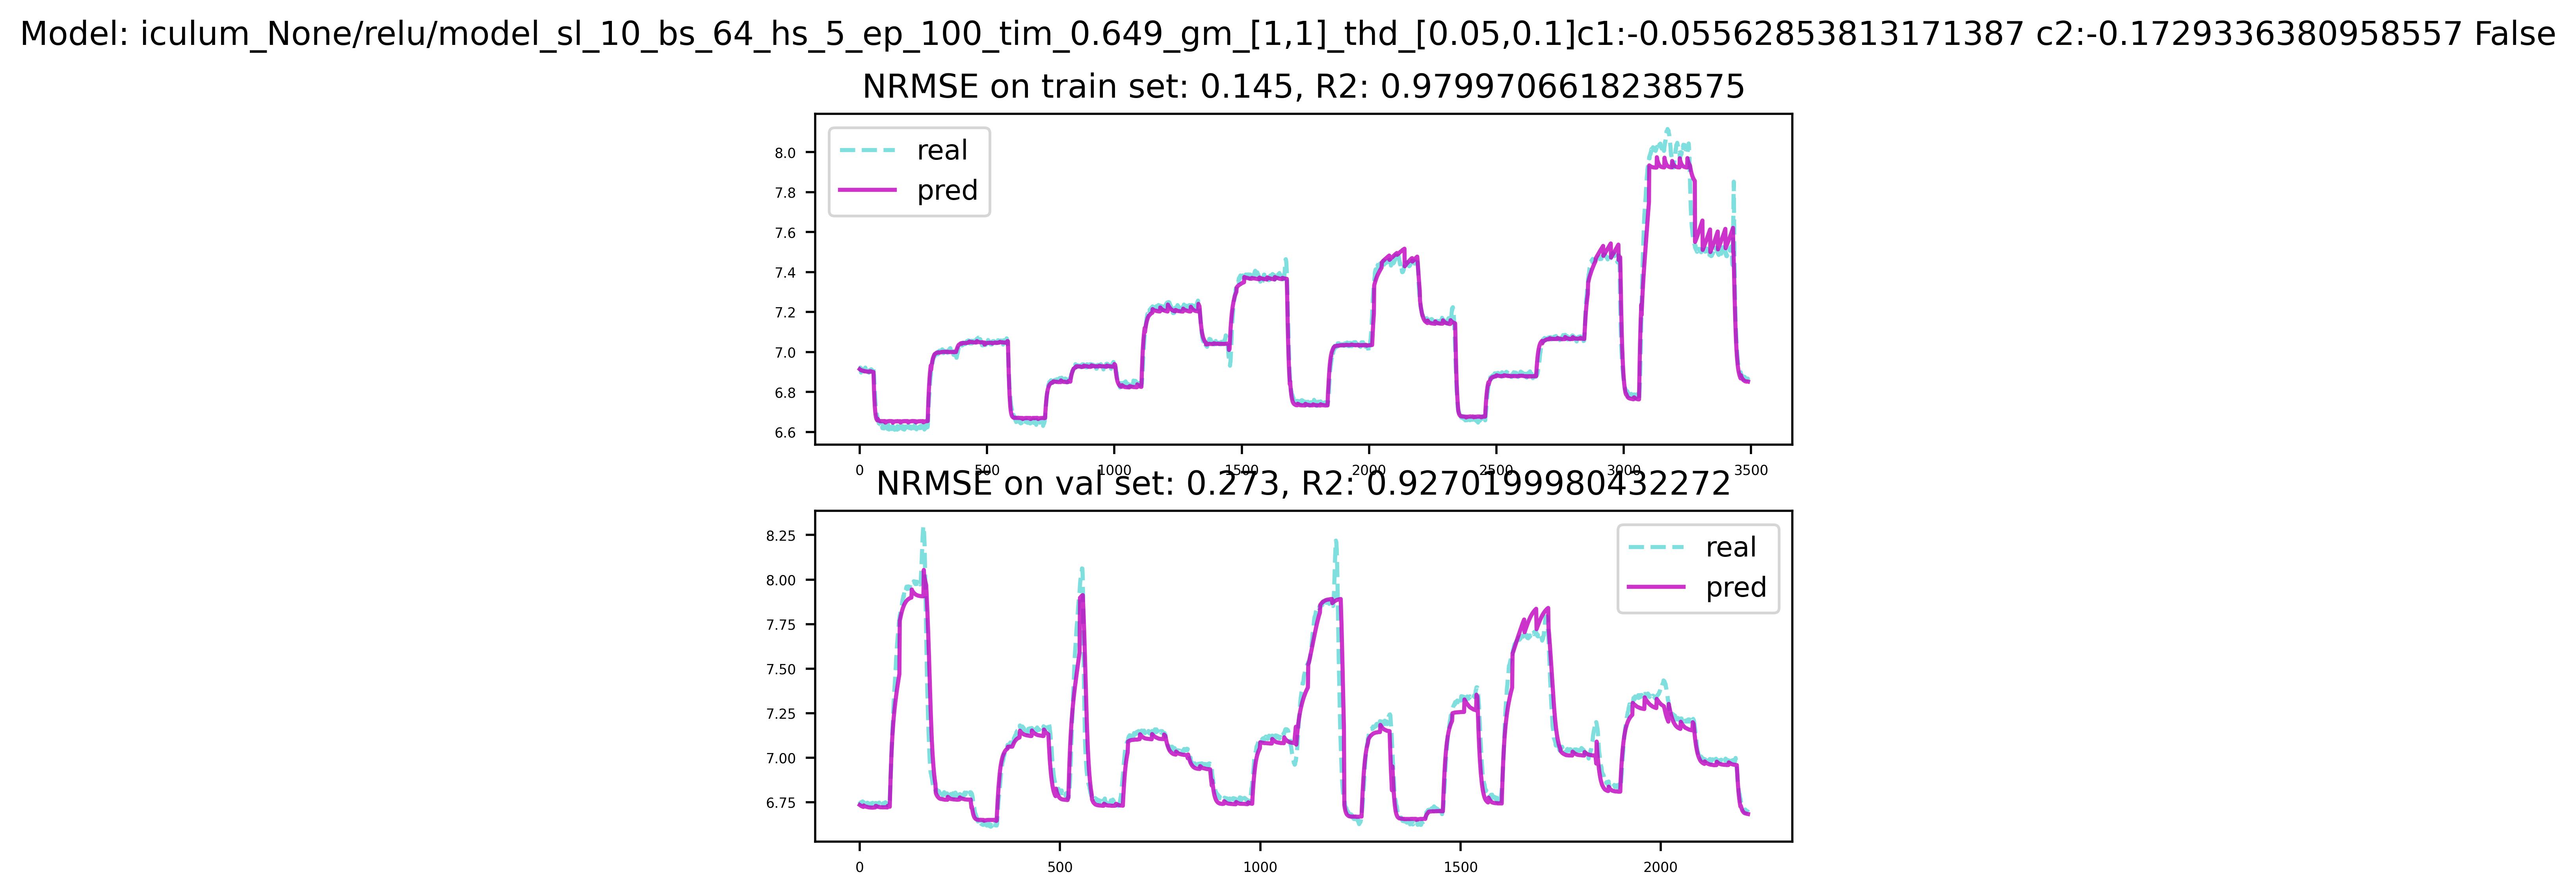 Model: iculum_None/relu/model_sl_10_bs_64_hs_5_ep_100_tim_0.649_gm_[1,1]_thd_[0.05,0.1]c1:-0.05562853813171387 c2:-0.1729336380958557 False
NRMSE on train set: 0.145, R2: 0.9799706618238575
real
pred
8.0
7.8
7.6
7.4
7.2
7.0
6.8
6.6
0 500 1000 1500 2000 2500 3000 3500
NRMSE on val set: 0.273, R2: 0.9270199980432272
real
pred
8.25
8.00
7.75
7.50
7.25
7.00
6.75
0 500 1000 1500 2000